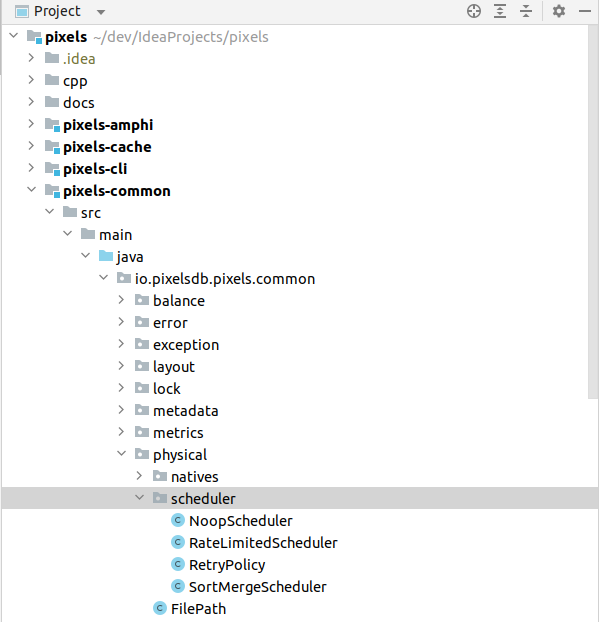 Project
pixels ~/dev/IdeaProjects/pixels
.idea
cpp
docs
pixels-amphi
pixels-cache
pixels-cli
pixels-common
src
main
java
io.pixelsdb.pixels.common
balance
error
exception
layout
lock
metadata
metrics
physical
natives
scheduler
C NoopScheduler
C RateLimitedScheduler
C RetryPolicy
C SortMergeScheduler
C FilePath